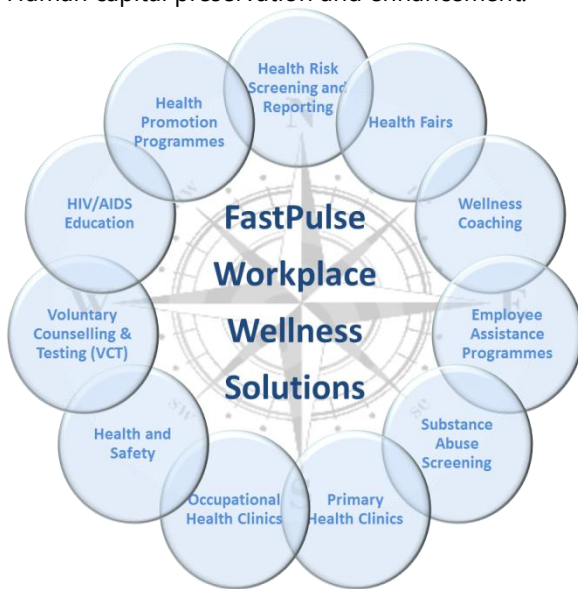 Human capital preservation and enhancement.
Health Risk
Screening and
Reporting
Health Fairs
Wellness
Coaching
Employee
Assistance
Programmes
Substance
Abuse
Screening
Primary
Health Clinics
Occupational
Health Clinics
Health and
Safety
Voluntary
Counselling &
Testing (VCT)
HIV/AIDS
Education
Health
Promotion
Programmes
FastPulse
Workplace
Wellness
Solutions
N
E
S
W
SW